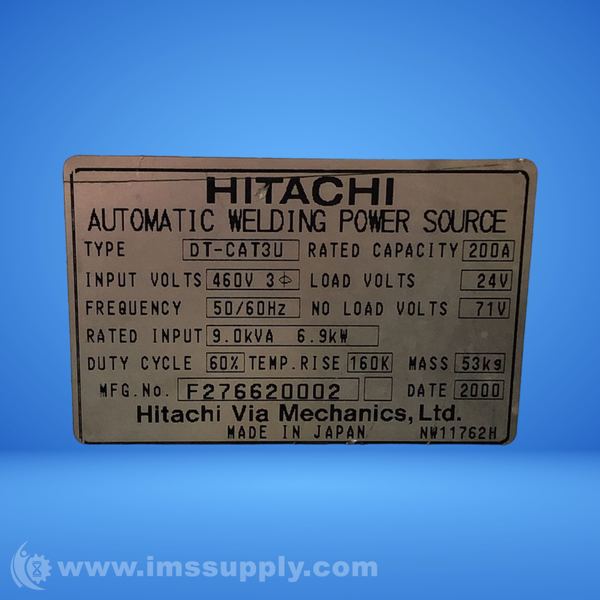 HITACHI
AUTOMATIC WELDING POWER SOURCE
TYPE DT-CAT3U RATED CAPACITY 200A
INPUT VOLTS 460V 3ϕ LOAD VOLTS 24V
FREQUENCY 50/60Hz NO LOAD VOLTS 71V
RATED INPUT 9.0kVA 6.9kW
DUTY CYCLE 60% TEMP.RISE 160K MASS 53kg
MFG.No. F276620002 DATE 2000
Hitachi Via Mechanics, Ltd.
MADE IN JAPAN NW11762H
www.imssupply.com